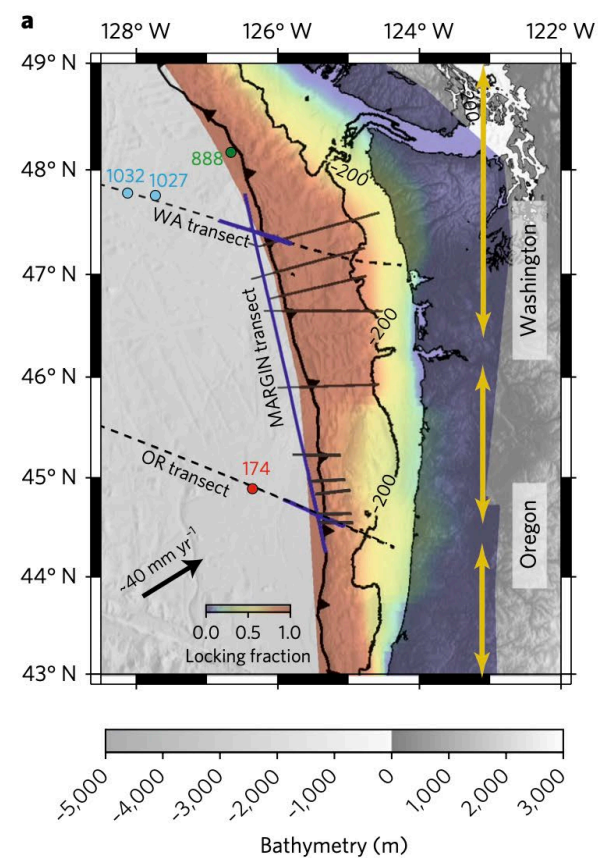 a
128° W 126° W 124° W 122° W
49° N
600
48° N
888
-200
1032 1027
WA transect
47° N
Washington
MARGIN transect
-200
46° N
45° N
174
OR transect
-200
Oregon
44° N
~40 mm yr⁻¹
0.0 0.5 1.0
Locking fraction
43° N
-5,000 -4,000 -3,000 -2,000 -1,000 0 1,000 2,000 3,000
Bathymetry (m)